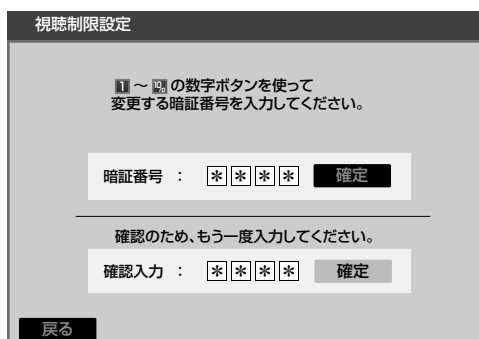 視聴制限設定
1 ～ 10 の数字ボタンを使って
変更する暗証番号を入力してください。
暗証番号 ： ＊＊＊＊ 確定
確認のため、もう一度入力してください。
確認入力 ： ＊＊＊＊ 確定
戻る